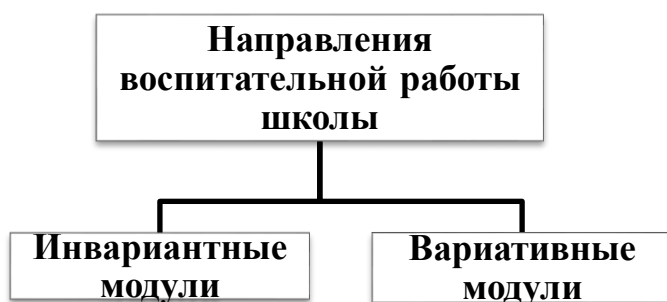 Направления
воспитательной работы
школы
Инвариантные
модули
Вариативные
модули